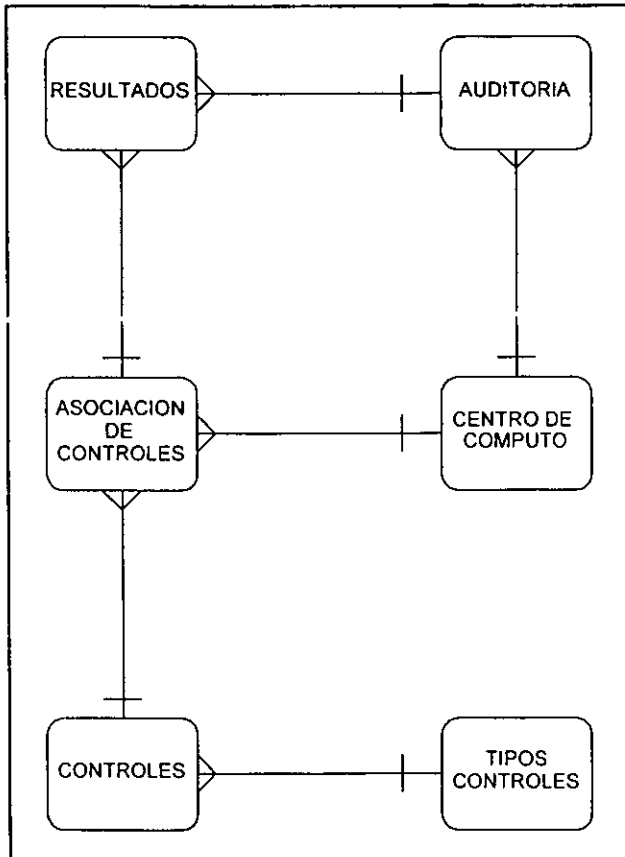 RESULTADOS
AUDITORIA
ASOCIACION
DE
CONTROLES
CENTRO DE
COMPUTO
CONTROLES
TIPOS
CONTROLES